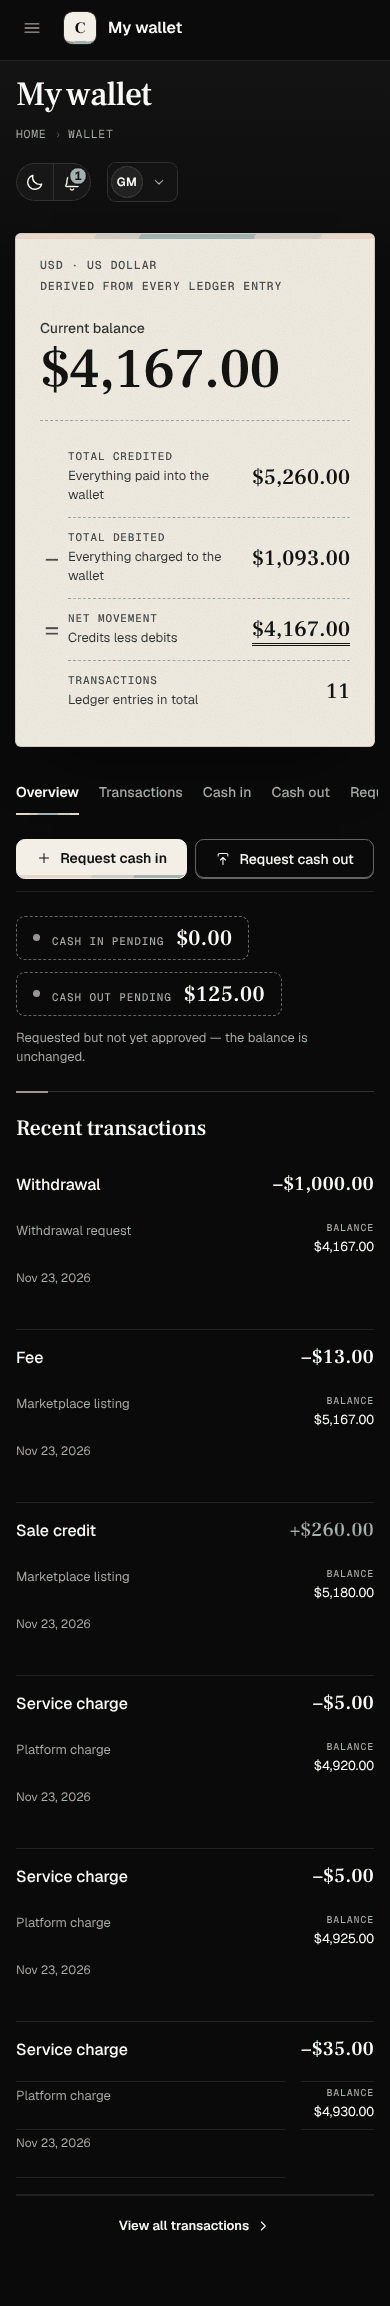 C My wallet
My wallet
HOME › WALLET
1 GM
USD · US DOLLAR
DERIVED FROM EVERY LEDGER ENTRY
Current balance
$4,167.00
TOTAL CREDITED
Everything paid into the
wallet
$5,260.00
TOTAL DEBITED
– Everything charged to the
wallet
$1,093.00
NET MOVEMENT
= Credits less debits
$4,167.00
TRANSACTIONS
Ledger entries in total
11
Overview Transactions Cash in Cash out Requ
+ Request cash in Request cash out
CASH IN PENDING $0.00
CASH OUT PENDING $125.00
Requested but not yet approved — the balance is
unchanged.
Recent transactions
Withdrawal –$1,000.00
Withdrawal request BALANCE
$4,167.00
Nov 23, 2026
Fee –$13.00
Marketplace listing BALANCE
$5,167.00
Nov 23, 2026
Sale credit +$260.00
Marketplace listing BALANCE
$5,180.00
Nov 23, 2026
Service charge –$5.00
Platform charge BALANCE
$4,920.00
Nov 23, 2026
Service charge –$5.00
Platform charge BALANCE
$4,925.00
Nov 23, 2026
Service charge –$35.00
Platform charge BALANCE
$4,930.00
Nov 23, 2026
View all transactions